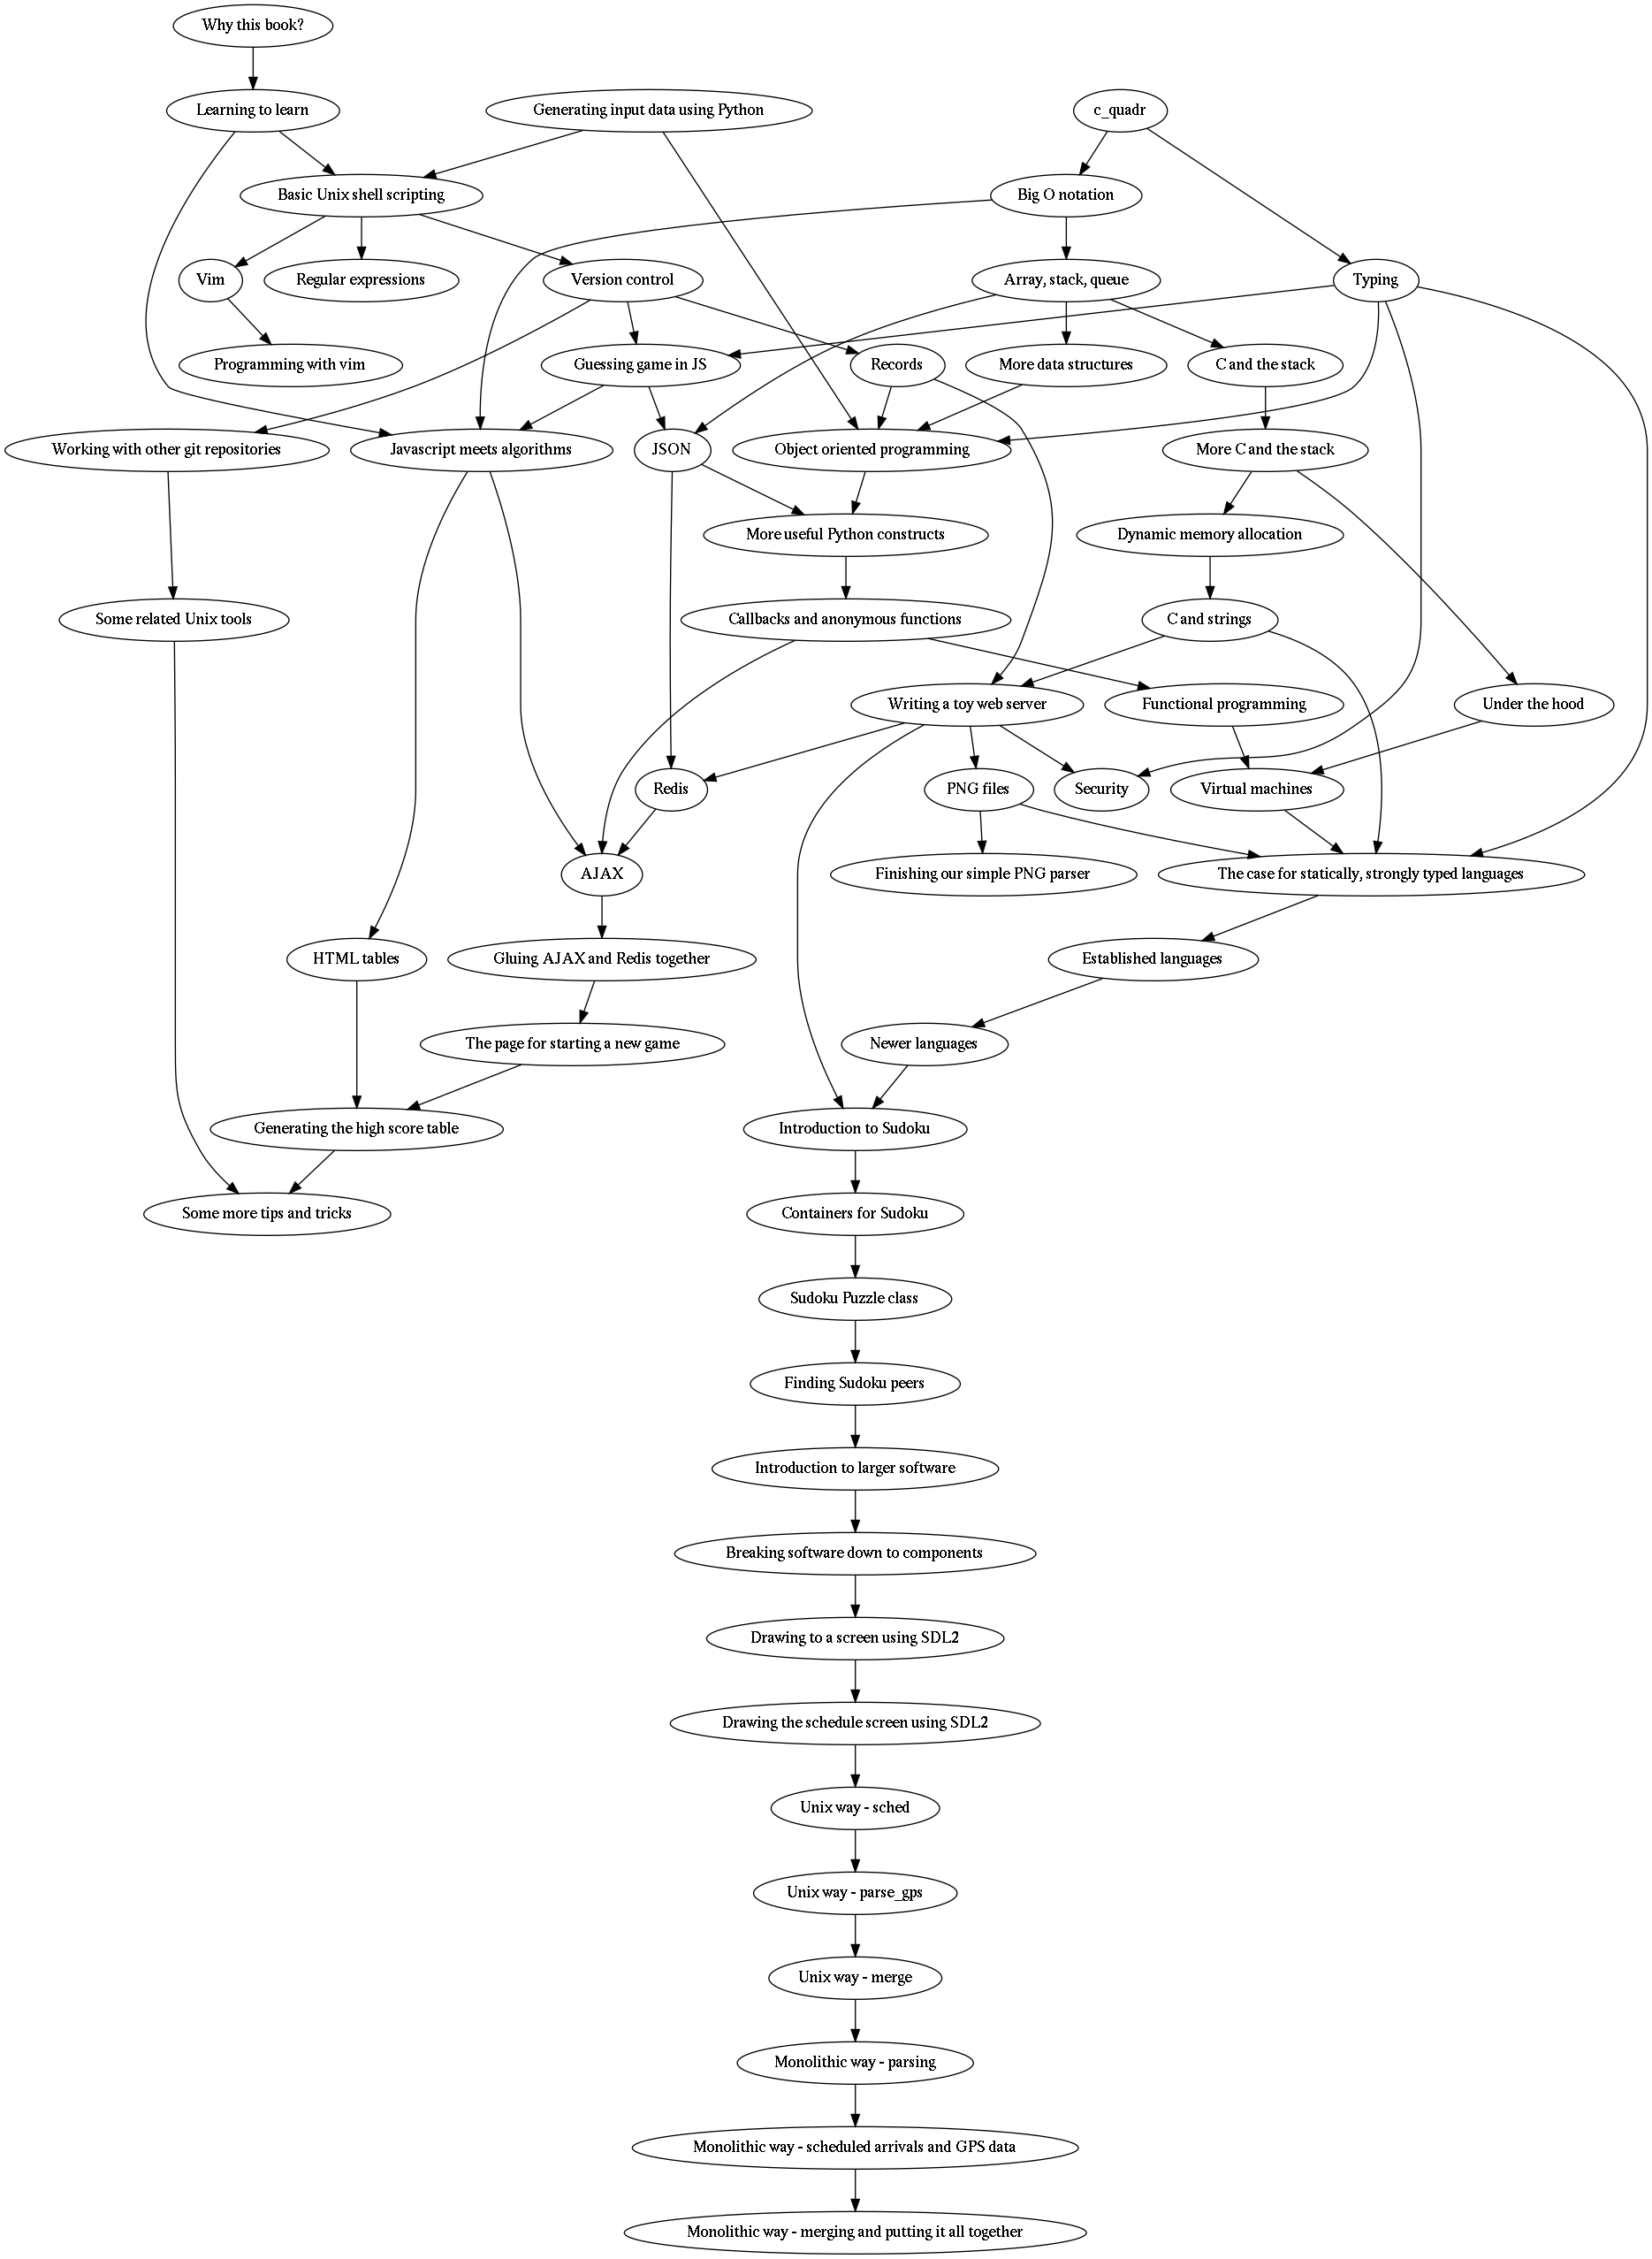 Why this book?
Learning to learn
Generating input data using Python
c_quadr
Basic Unix shell scripting
Big O notation
Vim
Regular expressions
Version control
Array, stack, queue
Typing
Programming with vim
Guessing game in JS
Records
More data structures
C and the stack
Working with other git repositories
Javascript meets algorithms
JSON
Object oriented programming
More C and the stack
More useful Python constructs
Dynamic memory allocation
Some related Unix tools
Callbacks and anonymous functions
C and strings
Writing a toy web server
Functional programming
Under the hood
Redis
PNG files
Security
Virtual machines
AJAX
Finishing our simple PNG parser
The case for statically, strongly typed languages
HTML tables
Gluing AJAX and Redis together
Established languages
The page for starting a new game
Newer languages
Generating the high score table
Introduction to Sudoku
Some more tips and tricks
Containers for Sudoku
Sudoku Puzzle class
Finding Sudoku peers
Introduction to larger software
Breaking software down to components
Drawing to a screen using SDL2
Drawing the schedule screen using SDL2
Unix way - sched
Unix way - parse_gps
Unix way - merge
Monolithic way - parsing
Monolithic way - scheduled arrivals and GPS data
Monolithic way - merging and putting it all together